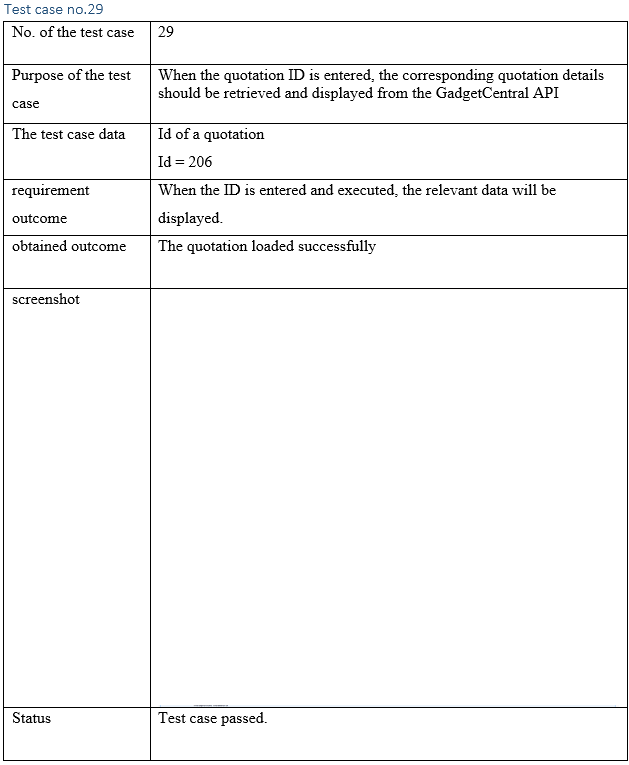 Test case no.29
No. of the test case 29
Purpose of the test case When the quotation ID is entered, the corresponding quotation details
should be retrieved and displayed from the GadgetCentral API
The test case data Id of a quotation
Id = 206
requirement outcome When the ID is entered and executed, the relevant data will be
displayed.
obtained outcome The quotation loaded successfully
screenshot
Status Test case passed.